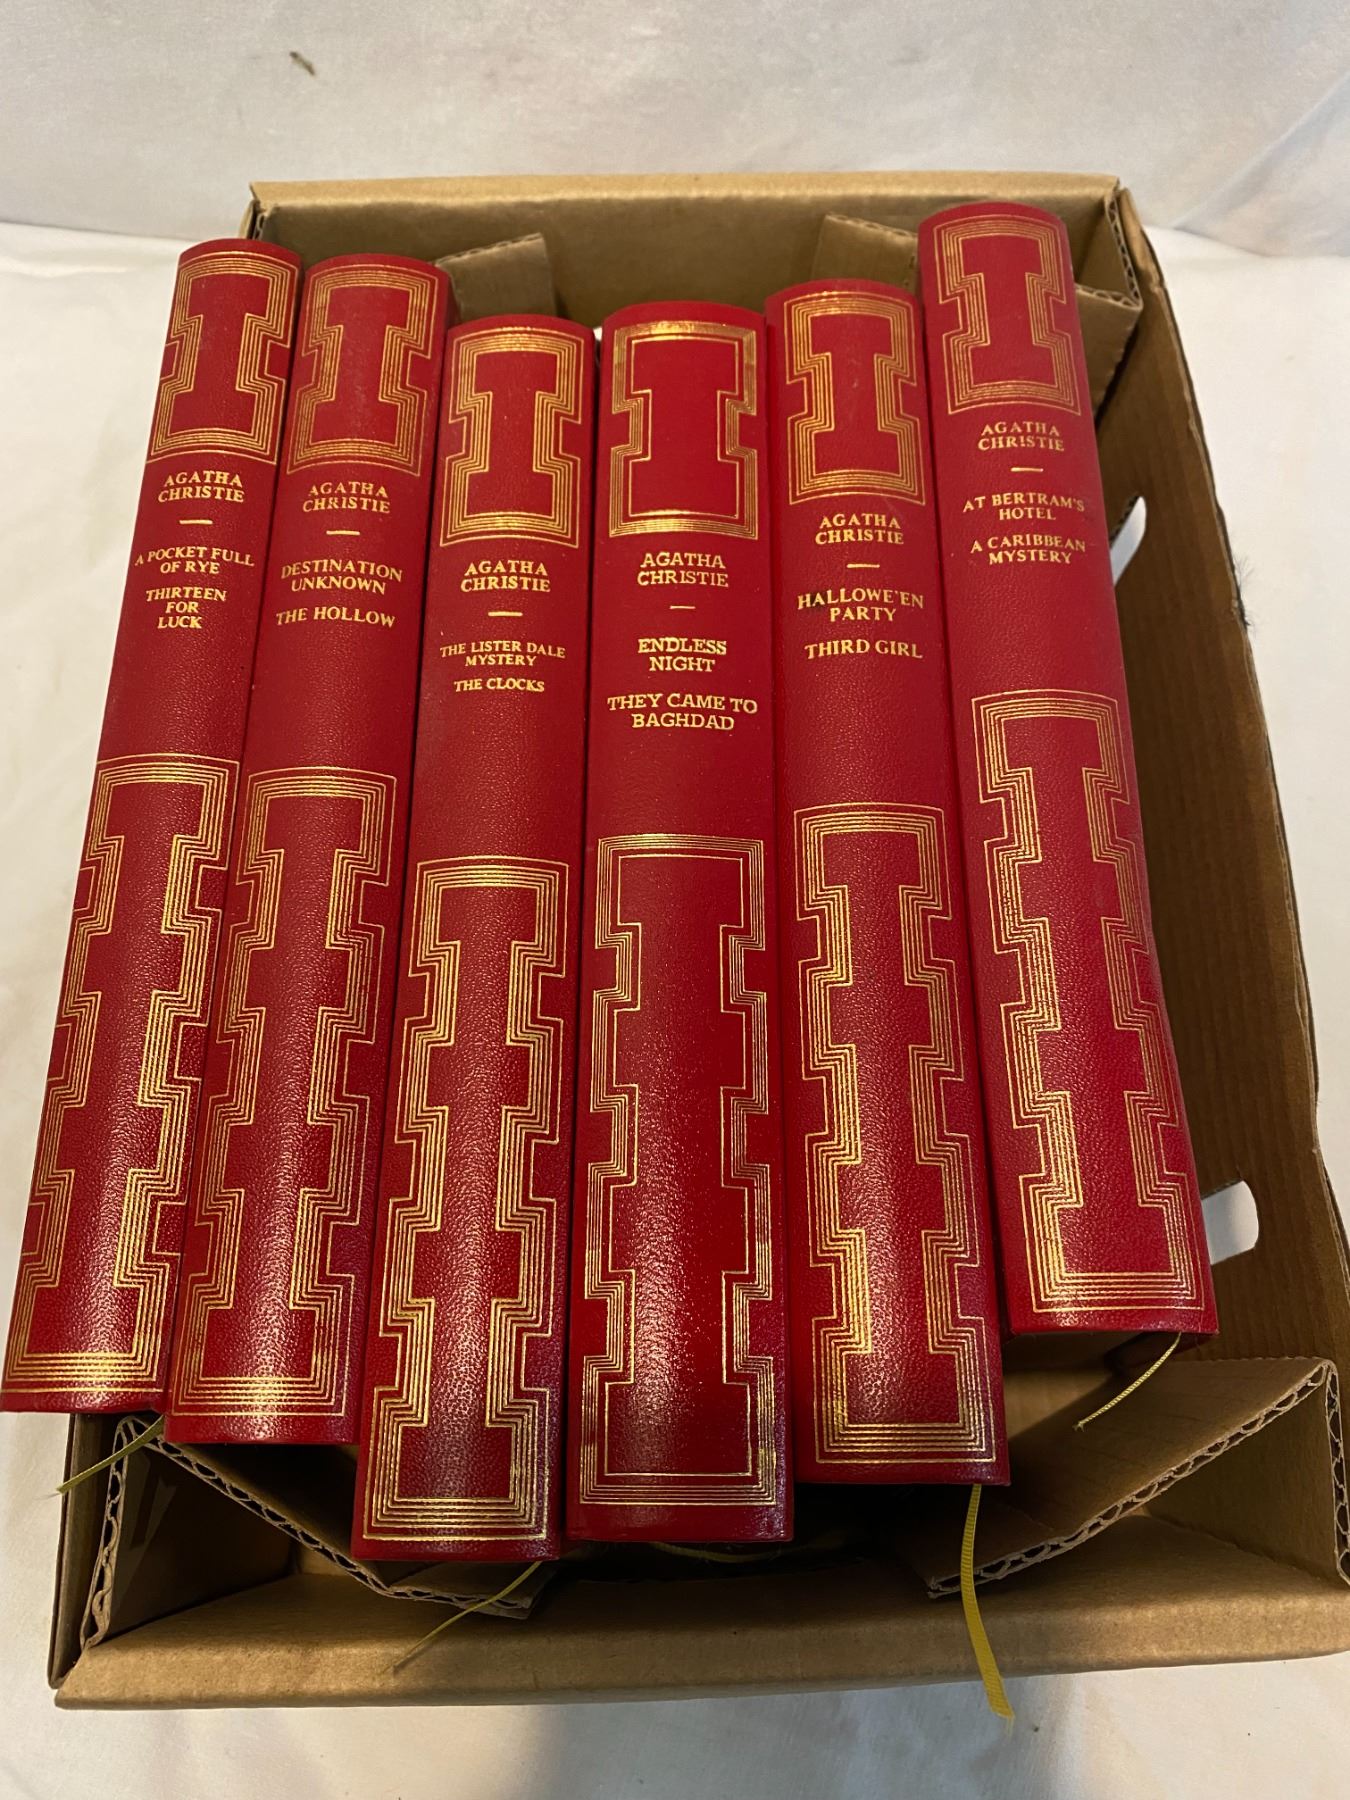 AGATHA
CHRISTIE
A POCKET FULL
OF RYE
THIRTEEN
FOR
LUCK
AGATHA
CHRISTIE
DESTINATION
UNKNOWN
THE HOLLOW
AGATHA
CHRISTIE
THE LISTER DALE
MYSTERY
THE CLOCKS
AGATHA
CHRISTIE
ENDLESS
NIGHT
THEY CAME TO
BAGHDAD
AGATHA
CHRISTIE
HALLOWE'EN
PARTY
THIRD GIRL
AGATHA
CHRISTIE
AT BERTRAM'S
HOTEL
A CARIBBEAN
MYSTERY